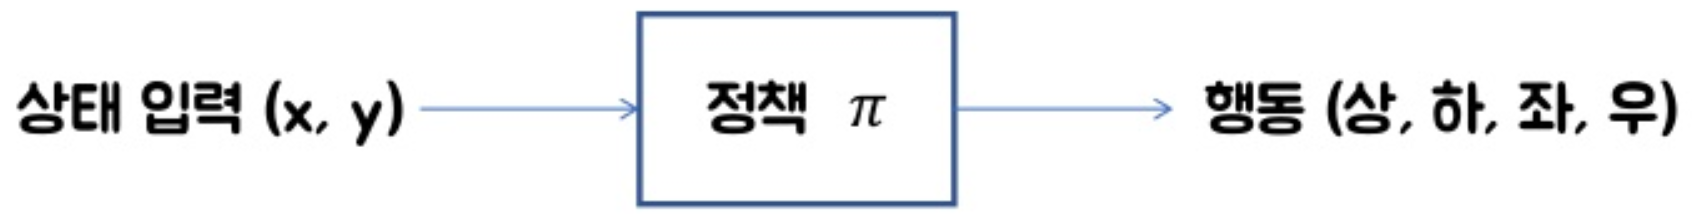 상태 입력 (x, y) 정책 π 행동 (상, 하, 좌, 우)